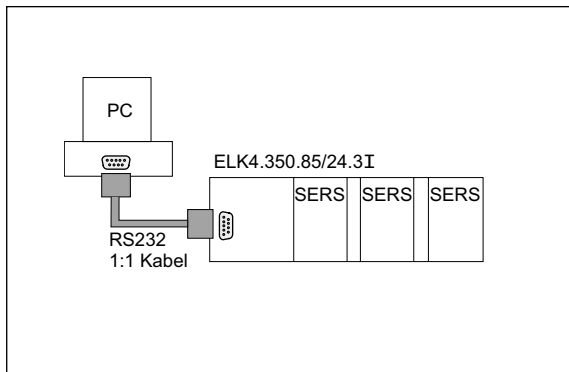 PC
ELK4.350.85/24.3I
SERS SERS SERS
RS232
1:1 Kabel